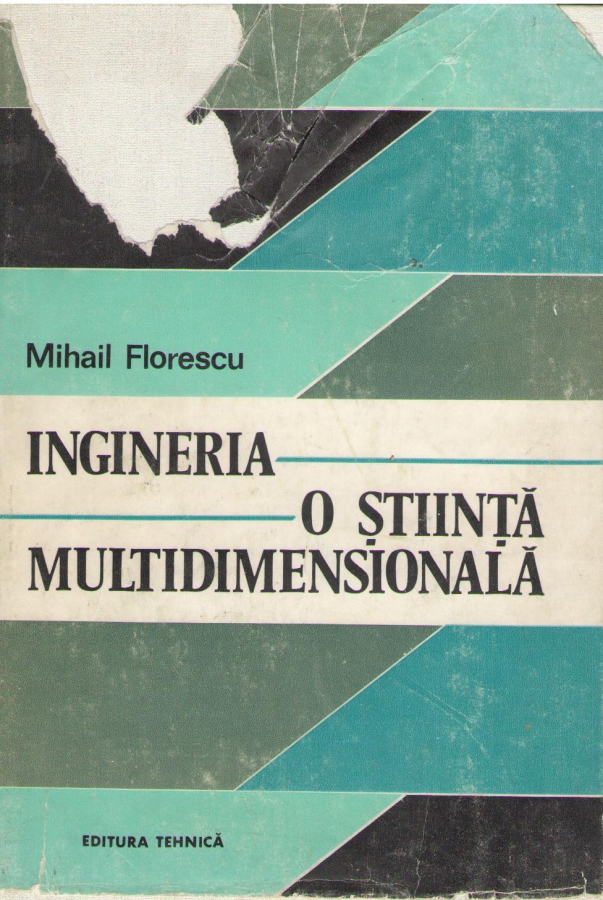 Mihail Florescu
INGINERIA
O ȘTIINȚĂ
MULTIDIMENSIONALĂ
EDITURA TEHNICĂ